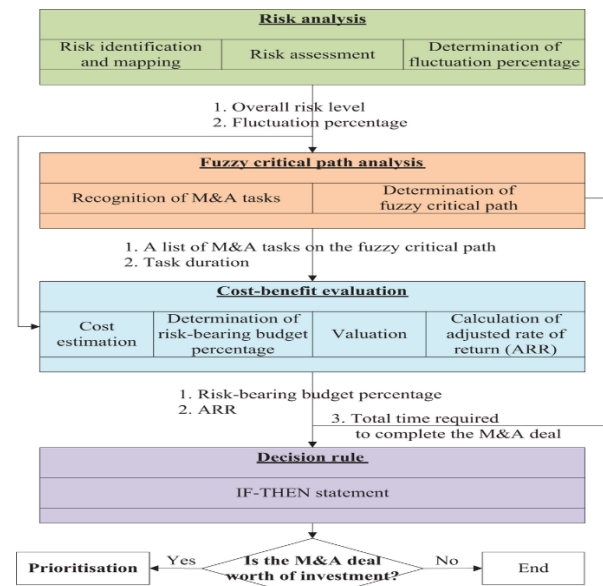 Risk analysis
Risk identification
and mapping
Risk assessment
Determination of
fluctuation percentage
1. Overall risk level
2. Fluctuation percentage
Fuzzy critical path analysis
Recognition of M&A tasks
Determination of
fuzzy critical path
1. A list of M&A tasks on the fuzzy critical path
2. Task duration
Cost-benefit evaluation
Cost
estimation
Determination of
risk-bearing budget
percentage
Valuation
Calculation of
adjusted rate of
return (ARR)
1. Risk-bearing budget percentage
2. ARR
3. Total time required
to complete the M&A deal
Decision rule
IF-THEN statement
Prioritisation
Yes
Is the M&A deal
worth of investment?
No
End